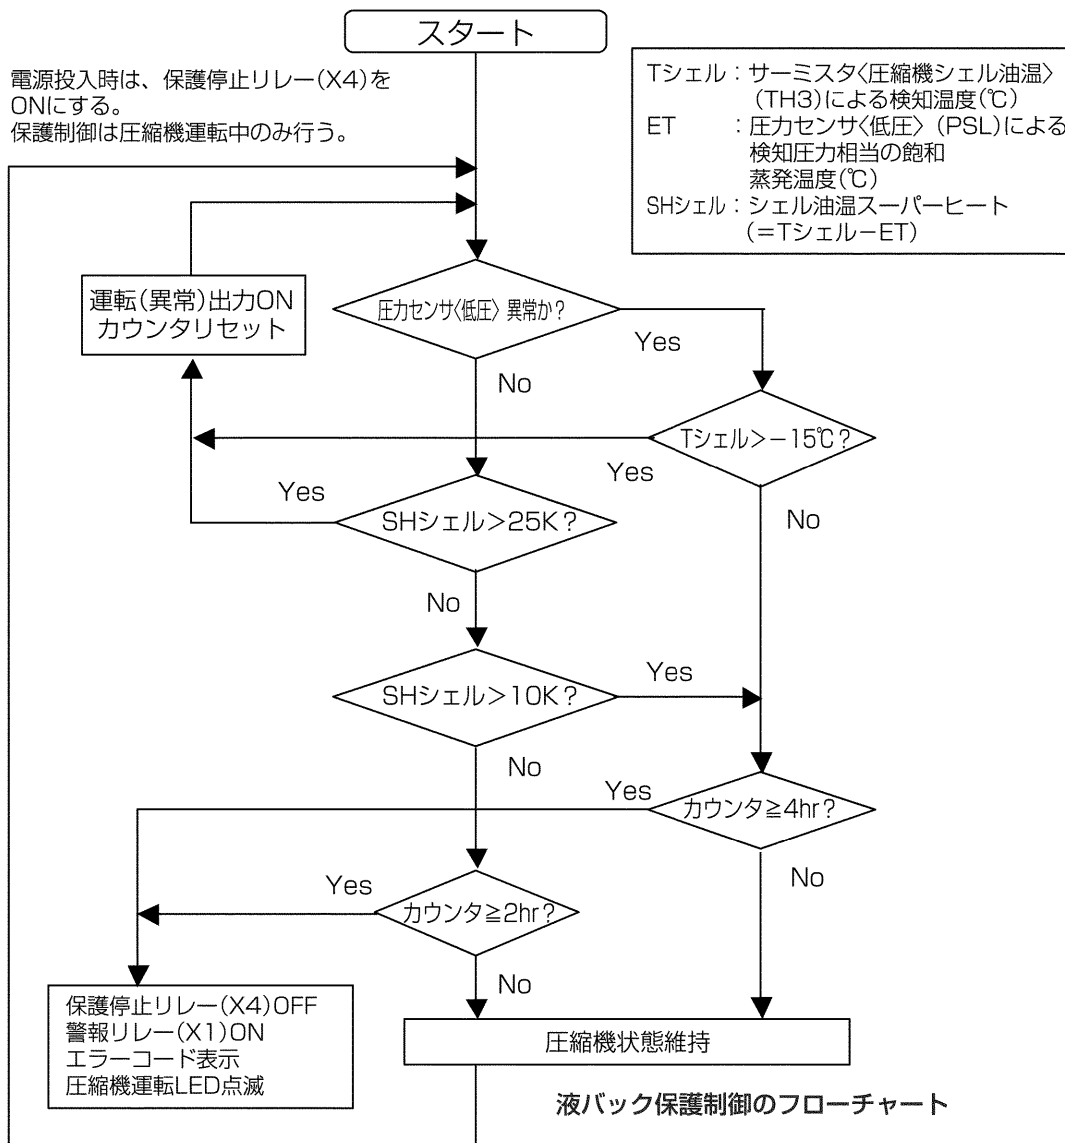 スタート
電源投入時は、保護停止リレー(X4)を
ONにする。
保護制御は圧縮機運転中のみ行う。
Tシェル：サーミスタ〈圧縮機シェル油温〉
(TH3)による検知温度(℃)
ET　：圧力センサ〈低圧〉(PSL)による
検知圧力相当の飽和
蒸発温度(℃)
SHシェル：シェル油温スーパーヒート
(＝Tシェル－ET)
運転(異常)出力ON
カウンタリセット
圧力センサ〈低圧〉異常か？
Yes
No
Tシェル＞－15℃？
Yes
Yes
No
SHシェル＞25K？
No
SHシェル＞10K？
Yes
No
Yes
カウンタ≧4hr？
No
Yes
カウンタ≧2hr？
No
保護停止リレー(X4)OFF
警報リレー(X1)ON
エラーコード表示
圧縮機運転LED点滅
圧縮機状態維持
液バック保護制御のフローチャート